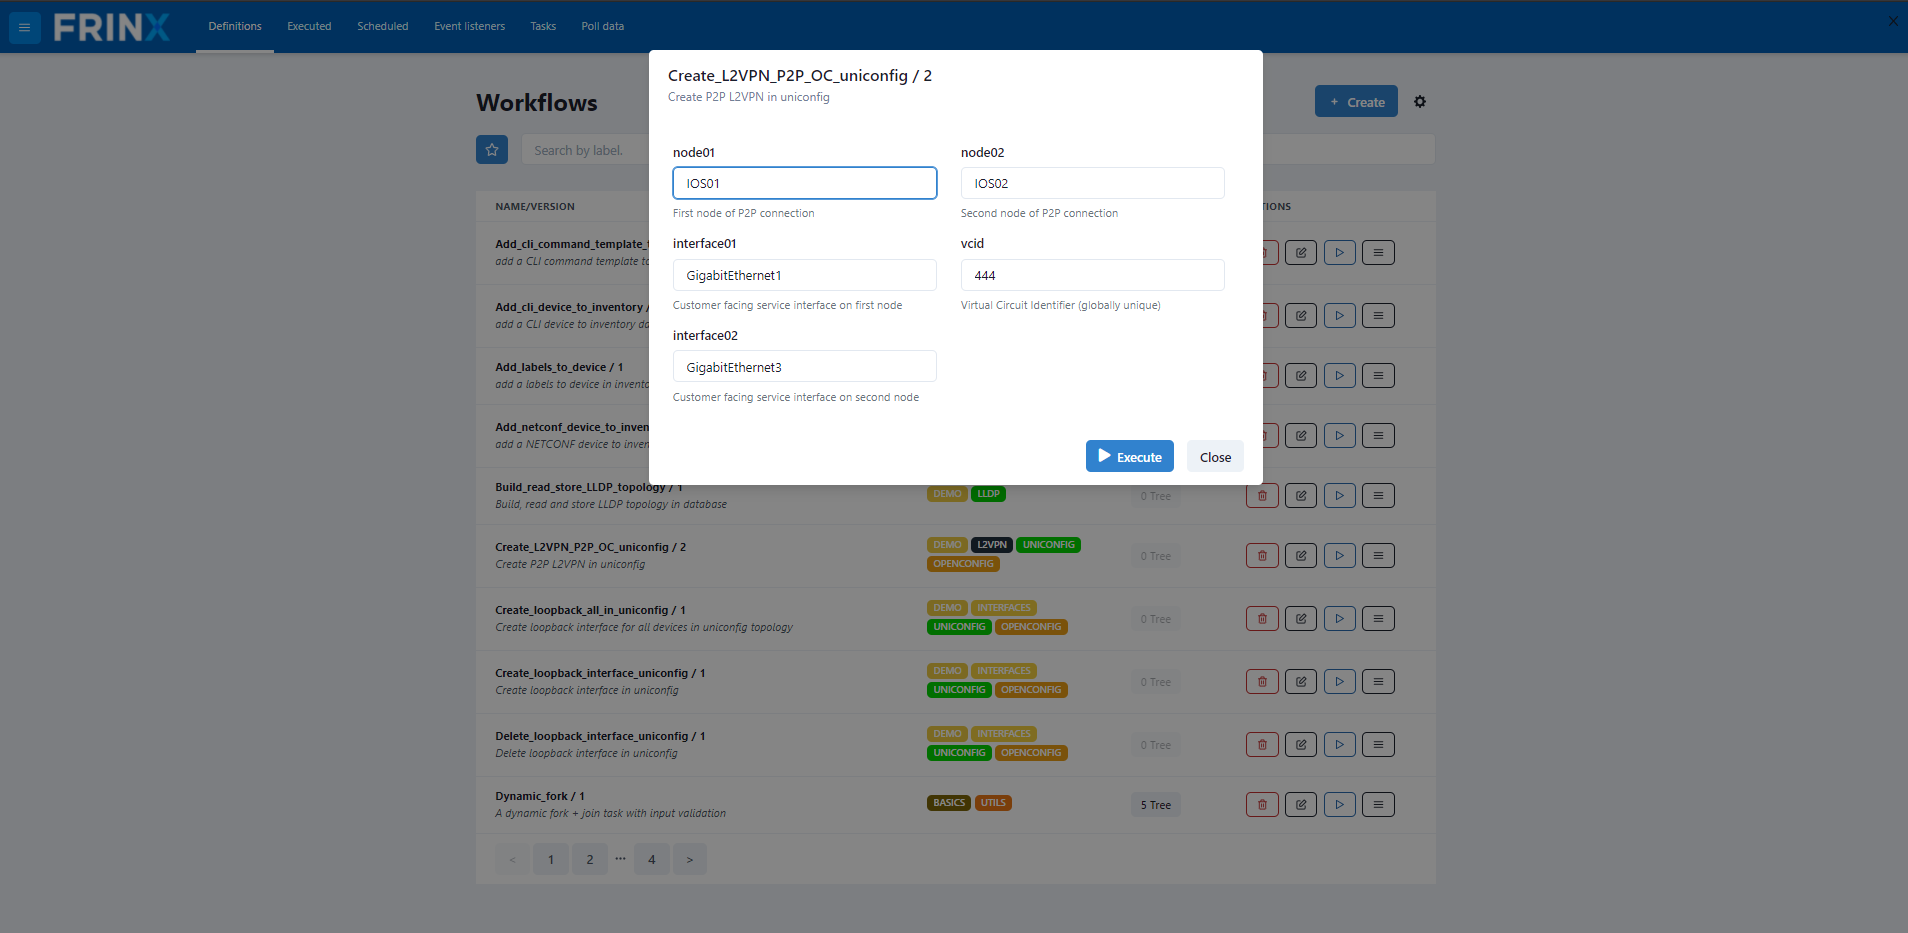 FRINX
Definitions
Executed
Scheduled
Event listeners
Tasks
Poll data
Create_L2VPN_P2P_OC_uniconfig / 2
Create P2P L2VPN in uniconfig
node01
IOS01
First node of P2P connection
node02
IOS02
Second node of P2P connection
interface01
GigabitEthernet1
Customer facing service interface on first node
vcid
444
Virtual Circuit Identifier (globally unique)
interface02
GigabitEthernet3
Customer facing service interface on second node
Execute
Close
Workflows
+ Create
Search by label.
NAME/VERSION
TIONS
Add_cli_command_template_
add a CLI command template to
Add_cli_device_to_inventory /
add a CLI device to inventory da
Add_labels_to_device / 1
add a labels to device in invento
Add_netconf_device_to_inven
add a NETCONF device to inver
Build_read_store_LLDP_topology / 1
Build, read and store LLDP topology in database
DEMO LLDP
0 Tree
Create_L2VPN_P2P_OC_uniconfig / 2
Create P2P L2VPN in uniconfig
DEMO L2VPN UNICONFIG
OPENCONFIG
0 Tree
Create_loopback_all_in_uniconfig / 1
Create loopback interface for all devices in uniconfig topology
DEMO INTERFACES
UNICONFIG OPENCONFIG
0 Tree
Create_loopback_interface_uniconfig / 1
Create loopback interface in uniconfig
DEMO INTERFACES
UNICONFIG OPENCONFIG
0 Tree
Delete_loopback_interface_uniconfig / 1
Delete loopback interface in uniconfig
DEMO INTERFACES
UNICONFIG OPENCONFIG
0 Tree
Dynamic_fork / 1
A dynamic fork + join task with input validation
BASICS UTILS
5 Tree
< 1 2 ... 4 >